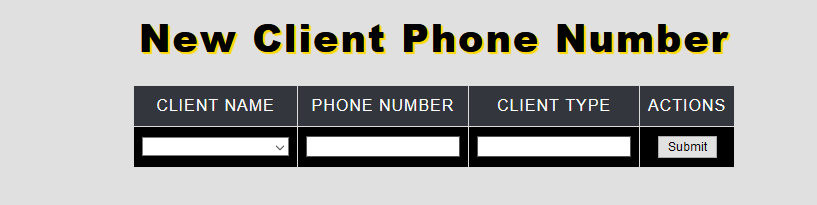 New Client Phone Number
CLIENT NAME PHONE NUMBER CLIENT TYPE ACTIONS
Submit